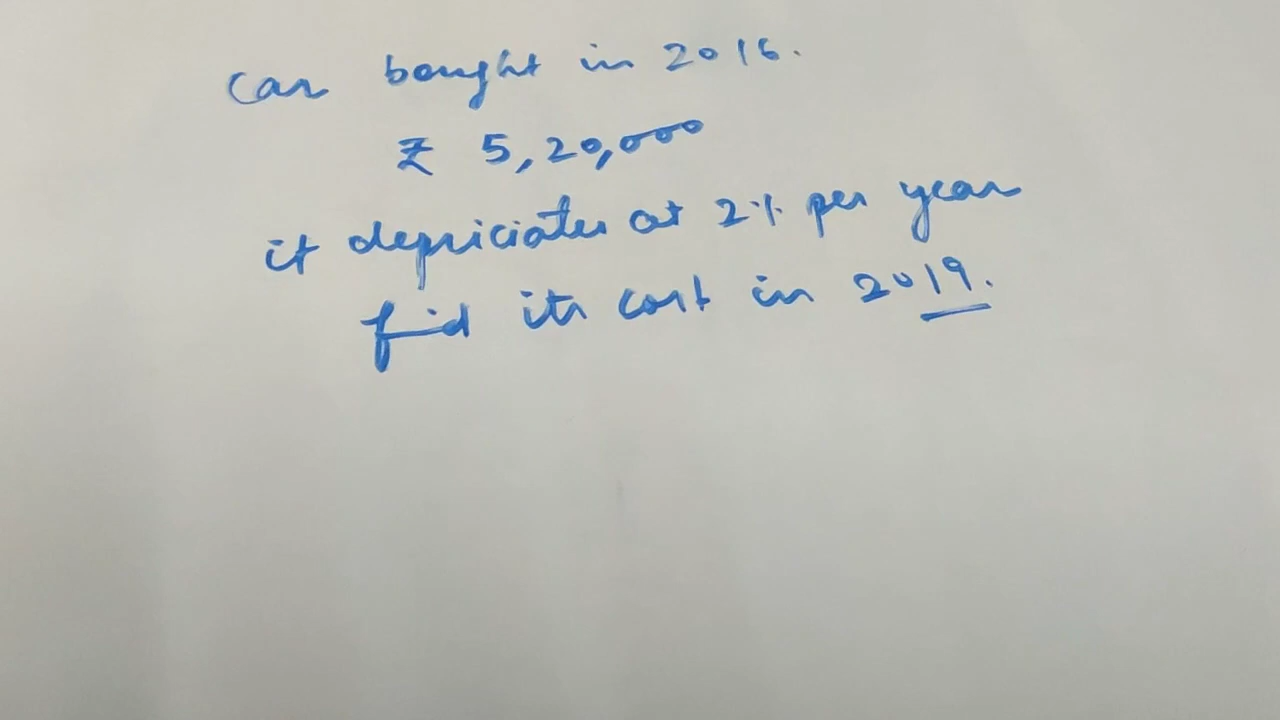 Car bought in 2016.
₹ 5,20,000
it depriciates at 2% per year
find its cost in 2019.